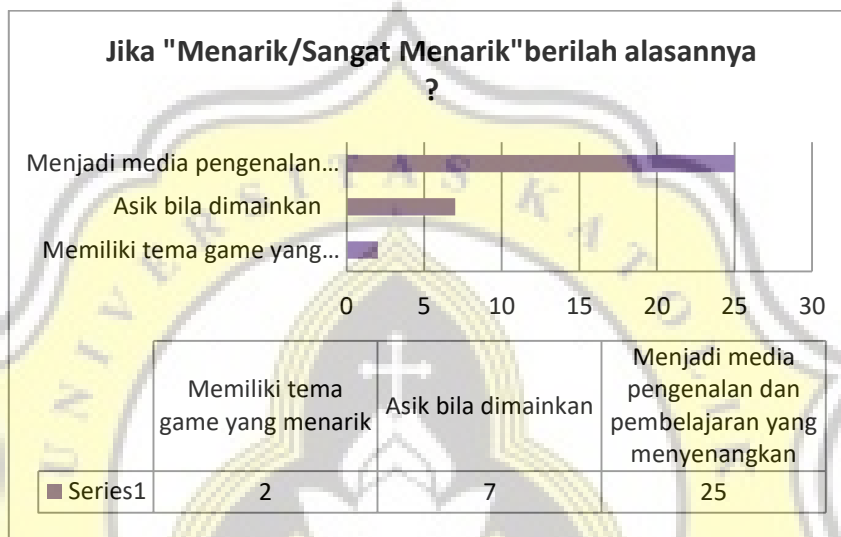 Jika "Menarik/Sangat Menarik"berilah alasannya
?
Menjadi media pengenalan...
Asik bila dimainkan
Memiliki tema game yang...
0 5 10 15 20 25 30
Memiliki tema
game yang menarik
Asik bila dimainkan
Menjadi media
pengenalan dan
pembelajaran yang
menyenangkan
Series1 2 7 25
UNIVERSITAS KATOLIK